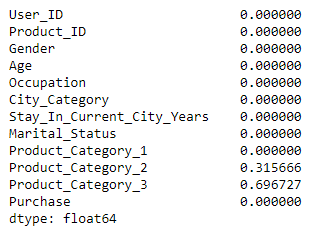 User_ID 0.000000
Product_ID 0.000000
Gender 0.000000
Age 0.000000
Occupation 0.000000
City_Category 0.000000
Stay_In_Current_City_Years 0.000000
Marital_Status 0.000000
Product_Category_1 0.000000
Product_Category_2 0.315666
Product_Category_3 0.696727
Purchase 0.000000
dtype: float64